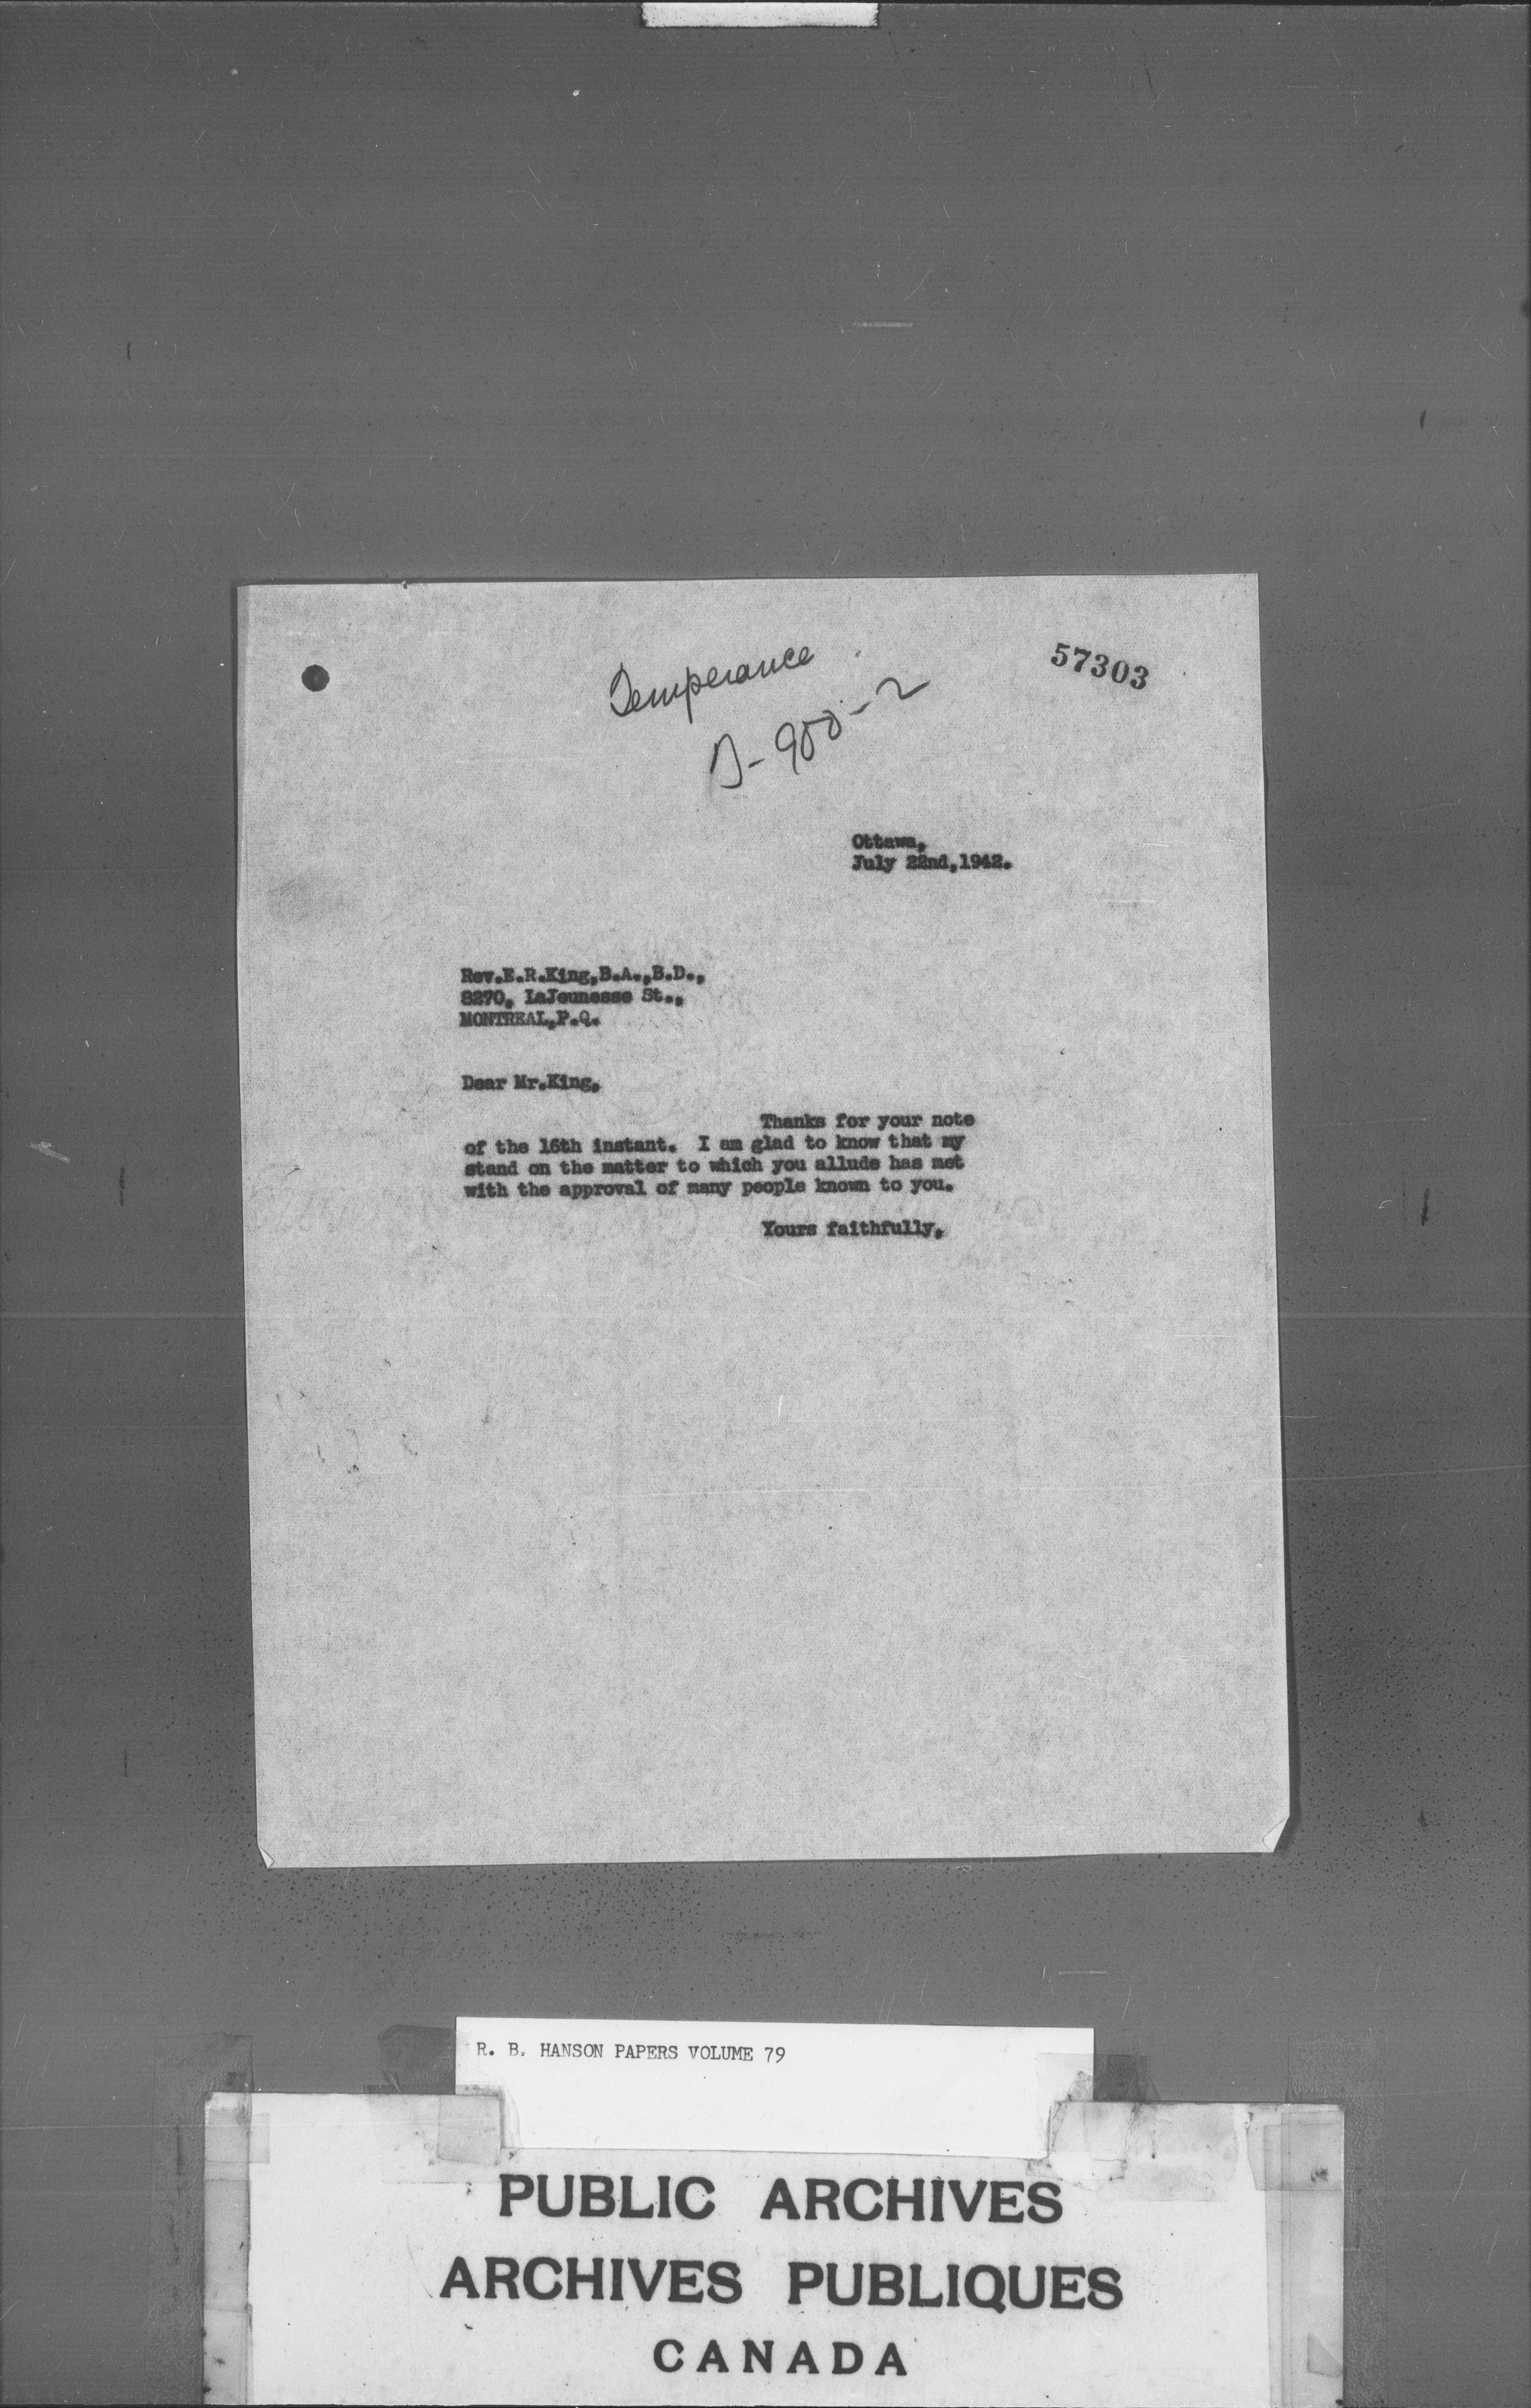 Temperance
57303
D-900-2
Ottawa,
July 22nd,1942.
Rev.E.R.King,B.A.,B.D.,
8270, LaJeunesse St.,
MONTREAL,P.Q.
Dear Mr.King,
Thanks for your note
of the 16th instant. I am glad to know that my
stand on the matter to which you allude has met
with the approval of many people known to you.
Yours faithfully,
R. B. HANSON PAPERS VOLUME 79
PUBLIC ARCHIVES
ARCHIVES PUBLIQUES
CANADA